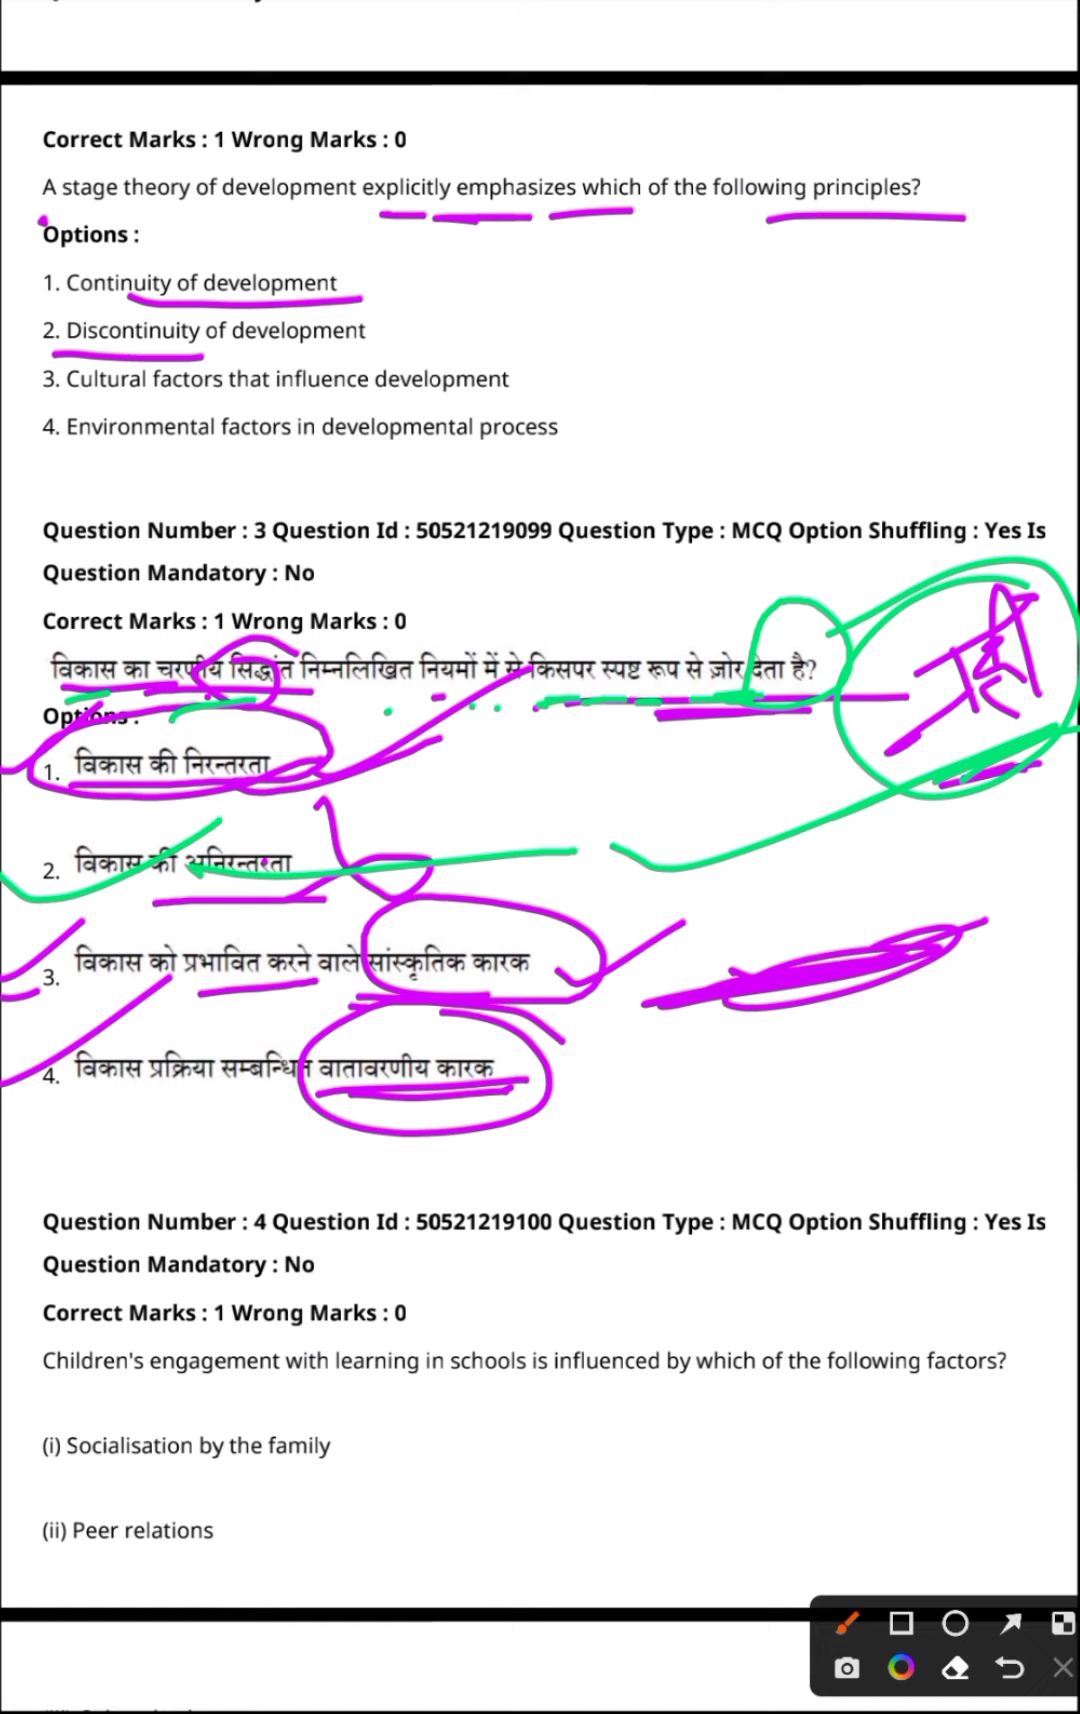 Correct Marks : 1 Wrong Marks : 0
A stage theory of development explicitly emphasizes which of the following principles?
Options :
1. Continuity of development
2. Discontinuity of development
3. Cultural factors that influence development
4. Environmental factors in developmental process
Question Number : 3 Question Id : 50521219099 Question Type : MCQ Option Shuffling : Yes Is
Question Mandatory : No
Correct Marks : 1 Wrong Marks : 0
विकास का चरणीय सिद्धांत निम्नलिखित नियमों में से किसपर स्पष्ट रूप से ज़ोर देता है?
Options :
1. विकास की निरन्तरता
2. विकास की अनिरन्तरता
3. विकास को प्रभावित करने वाले सांस्कृतिक कारक
4. विकास प्रक्रिया सम्बन्धित वातावरणीय कारक
Question Number : 4 Question Id : 50521219100 Question Type : MCQ Option Shuffling : Yes Is
Question Mandatory : No
Correct Marks : 1 Wrong Marks : 0
Children's engagement with learning in schools is influenced by which of the following factors?
(i) Socialisation by the family
(ii) Peer relations